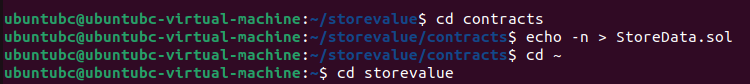 ubuntubc@ubuntubc-virtual-machine:~/storevalue$ cd contracts
ubuntubc@ubuntubc-virtual-machine:~/storevalue/contracts$ echo -n > StoreData.sol
ubuntubc@ubuntubc-virtual-machine:~/storevalue/contracts$ cd ~
ubuntubc@ubuntubc-virtual-machine:~$ cd storevalue